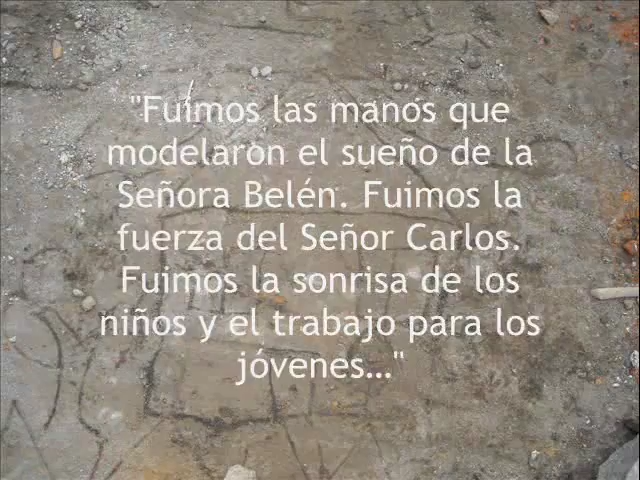 "Fuimos las manos que
modelaron el sueño de la
Señora Belén. Fuimos la
fuerza del Señor Carlos.
Fuimos la sonrisa de los
niños y el trabajo para los
jóvenes..."